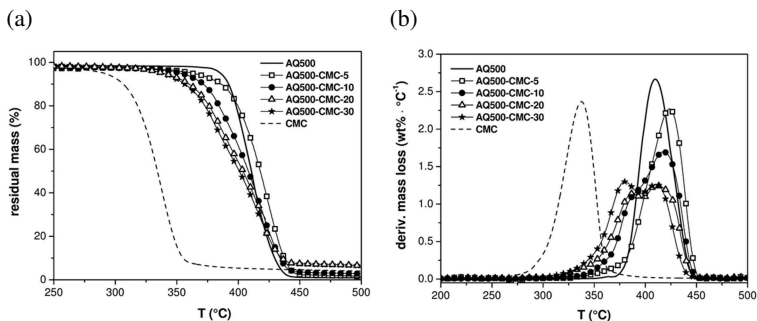 (a)
residual mass (%)
100
80
60
40
20
0
250
300
350
400
450
500
T (°C)
AQ500
AQ500-CMC-5
AQ500-CMC-10
AQ500-CMC-20
AQ500-CMC-30
CMC
(b)
deriv. mass loss (wt% · °C⁻¹)
3.0
2.5
2.0
1.5
1.0
0.5
0.0
200
250
300
350
400
450
500
T (°C)
AQ500
AQ500-CMC-5
AQ500-CMC-10
AQ500-CMC-20
AQ500-CMC-30
CMC